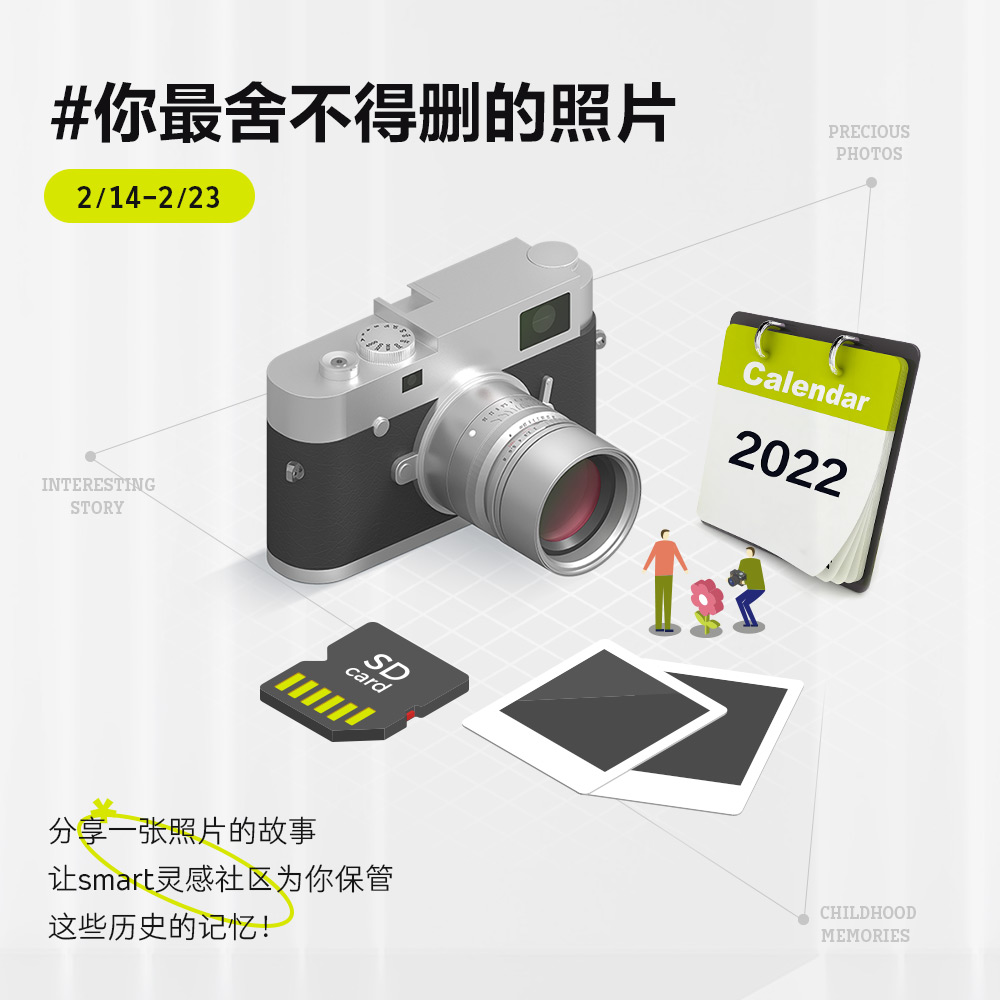 #你最舍不得删的照片
2/14-2/23
PRECIOUS
PHOTOS
Calendar
2022
INTERESTING
STORY
SD
card
分享一张照片的故事
让smart灵感社区为你保管
这些历史的记忆!
CHILDHOOD
MEMORIES